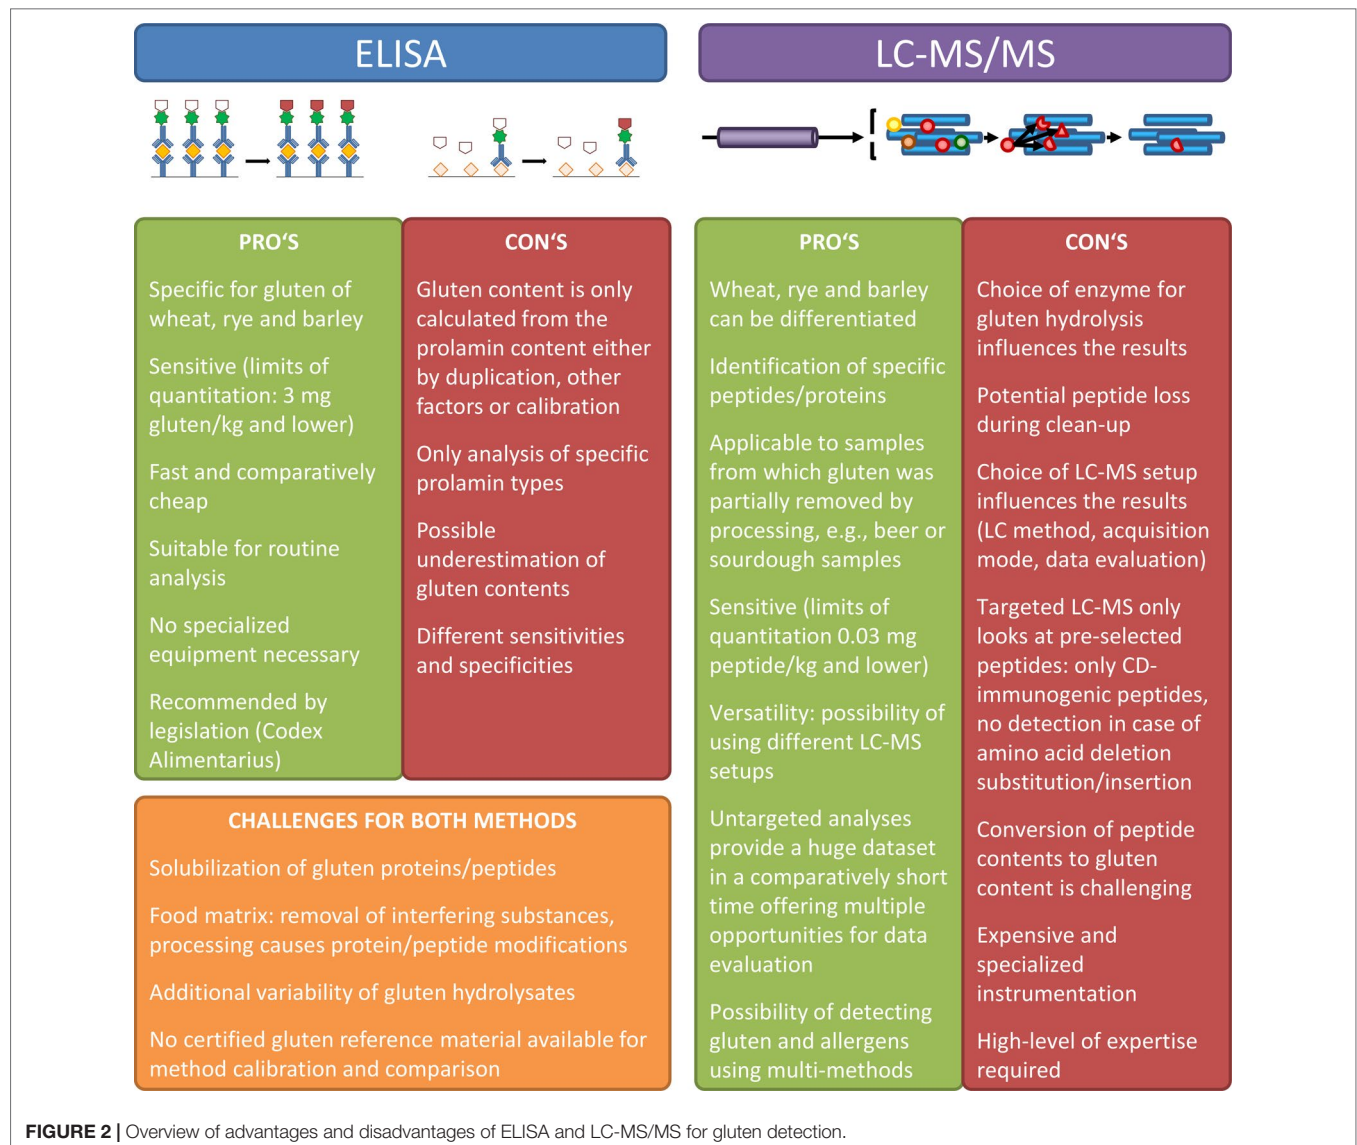 ELISA
LC-MS/MS
PRO'S
Specific for gluten of
wheat, rye and barley
Sensitive (limits of
quantitation: 3 mg
gluten/kg and lower)
Fast and comparatively
cheap
Suitable for routine
analysis
No specialized
equipment necessary
Recommended by
legislation (Codex
Alimentarius)
CON‘S
Gluten content is only
calculated from the
prolamin content either
by duplication, other
factors or calibration
Only analysis of specific
prolamin types
Possible
underestimation of
gluten contents
Different sensitivities
and specificities
CHALLENGES FOR BOTH METHODS
Solubilization of gluten proteins/peptides
Food matrix: removal of interfering substances,
processing causes protein/peptide modifications
Additional variability of gluten hydrolysates
No certified gluten reference material available for
method calibration and comparison
PRO'S
Wheat, rye and barley
can be differentiated
Identification of specific
peptides/proteins
Applicable to samples
from which gluten was
partially removed by
processing, e.g., beer or
sourdough samples
Sensitive (limits of
quantitation 0.03 mg
peptide/kg and lower)
Versatility: possibility of
using different LC-MS
setups
Untargeted analyses
provide a huge dataset
in a comparatively short
time offering multiple
opportunities for data
evaluation
Possibility of detecting
gluten and allergens
using multi-methods
CON‘S
Choice of enzyme for
gluten hydrolysis
influences the results
Potential peptide loss
during clean-up
Choice of LC-MS setup
influences the results
(LC method, acquisition
mode, data evaluation)
Targeted LC-MS only
looks at pre-selected
peptides: only CD-
immunogenic peptides,
no detection in case of
amino acid deletion
substitution/insertion
Conversion of peptide
contents to gluten
content is challenging
Expensive and
specialized
instrumentation
High-level of expertise
required
FIGURE 2 | Overview of advantages and disadvantages of ELISA and LC-MS/MS for gluten detection.